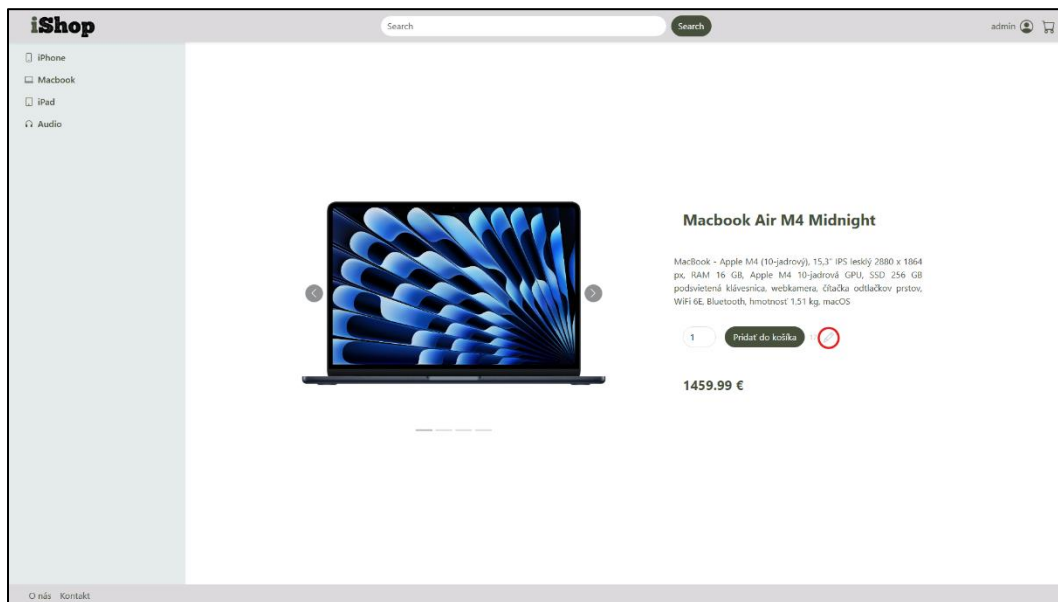 iShop
Search
Search
admin
iPhone
Macbook
iPad
Audio
Macbook Air M4 Midnight
MacBook - Apple M4 (10-jadrový), 15,3" IPS lesklý 2880 x 1864
px, RAM 16 GB, Apple M4 10-jadrová GPU, SSD 256 GB
podsvietená klávesnica, webkamera, čítačka odtlačkov prstov,
WiFi 6E, Bluetooth, hmotnosť 1.51 kg, macOS
1
Pridať do košíka
1459.99 €
O nás
Kontakt